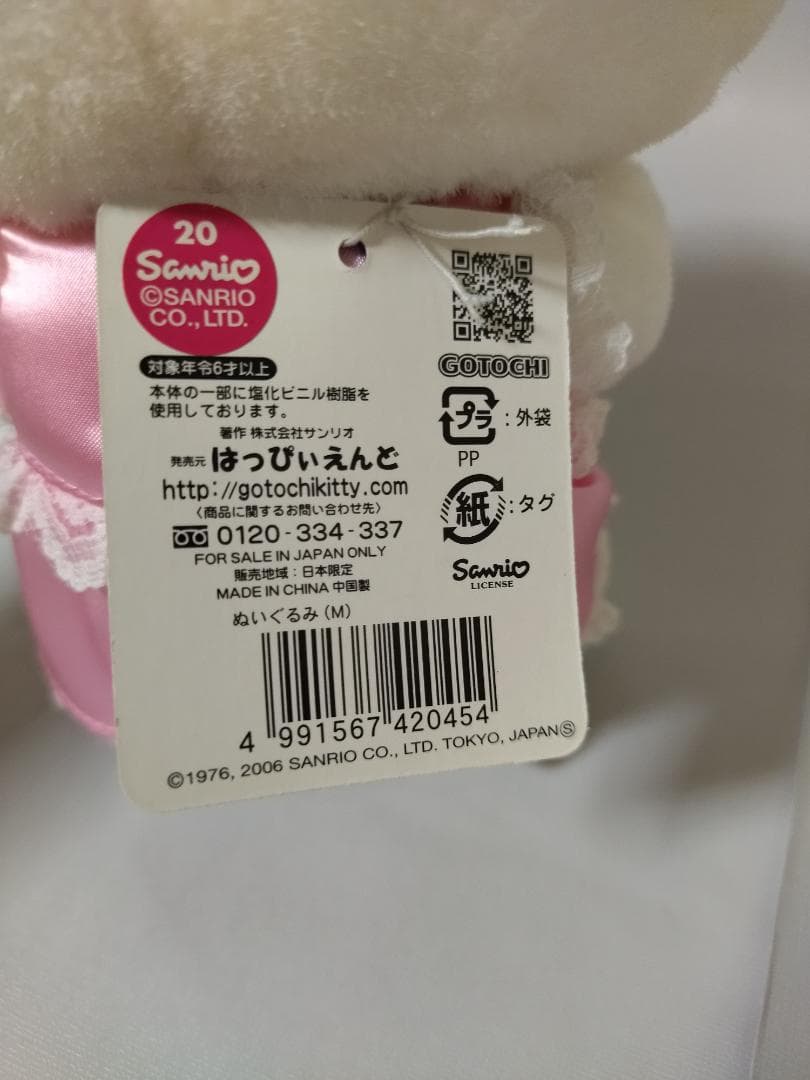 20
Sanrio
©SANRIO
CO., LTD.
対象年令6才以上
本体の一部に塩化ビニル樹脂を
使用しております。
著作 株式会社サンリオ
発売元 はっぴぃえんど
http://gotochikitty.com
〈商品に関するお問い合わせ先〉
0120-334-337
FOR SALE IN JAPAN ONLY
販売地域：日本限定
MADE IN CHINA 中国製
ぬいぐるみ（M）
4 991567 420454
©1976, 2006 SANRIO CO., LTD. TOKYO, JAPANⓈ
GOTOCHI
プラ：外袋
PP
紙：タグ
Sanrio
LICENSE